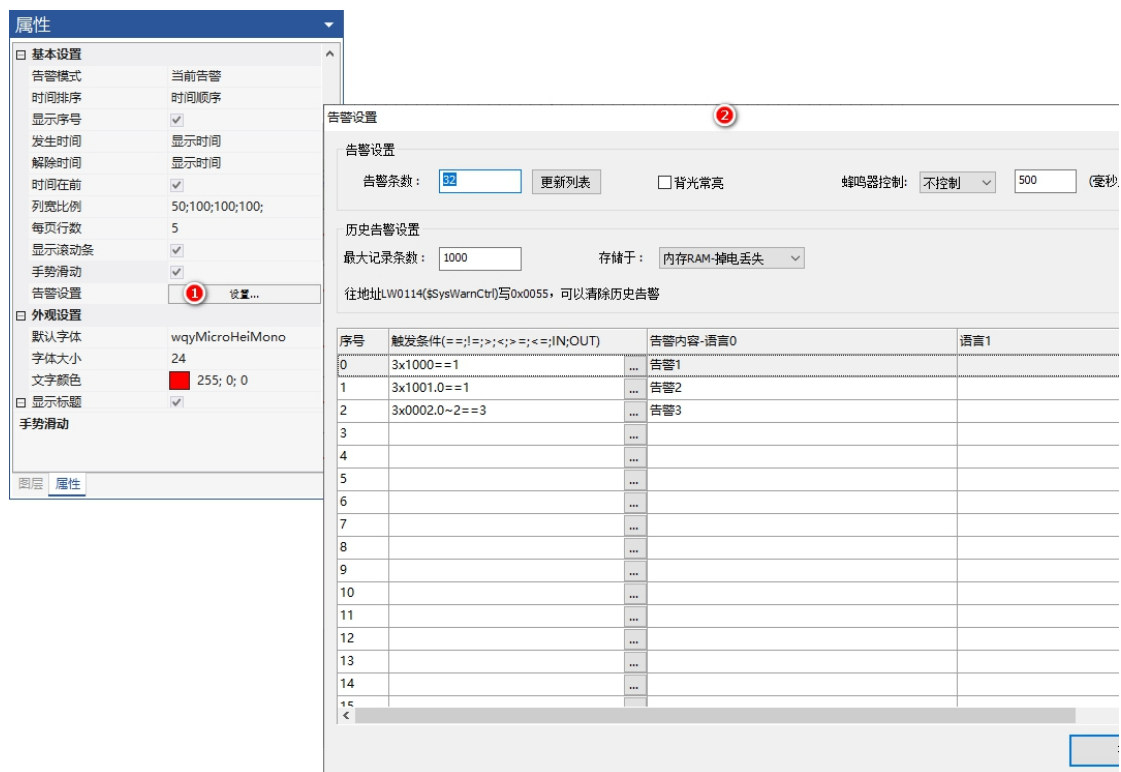 属性
基本设置
告警模式 当前告警
时间排序 时间顺序
显示序号
发生时间 显示时间
解除时间 显示时间
时间在前
列宽比例 50;100;100;100;
每页行数 5
显示滚动条
手势滑动
告警设置 1 设置...
外观设置
默认字体 wqyMicroHeiMono
字体大小 24
文字颜色 255; 0; 0
显示标题
手势滑动
图层 属性
告警设置 2
告警设置
告警条数: 32 更新列表 背光常亮 蜂鸣器控制: 不控制 500 (毫秒
历史告警设置
最大记录条数: 1000 存储于: 内存RAM-掉电丢失
往地址LW0114($SysWarnCtrl)写0x0055，可以清除历史告警
序号 触发条件(==;!=;>;<;>=;<=;IN;OUT) 告警内容-语言0 语言1
0 3x1000==1 ... 告警1
1 3x1001.0==1 ... 告警2
2 3x0002.0~2==3 ... 告警3
3 ...
4 ...
5 ...
6 ...
7 ...
8 ...
9 ...
10 ...
11 ...
12 ...
13 ...
14 ...
15